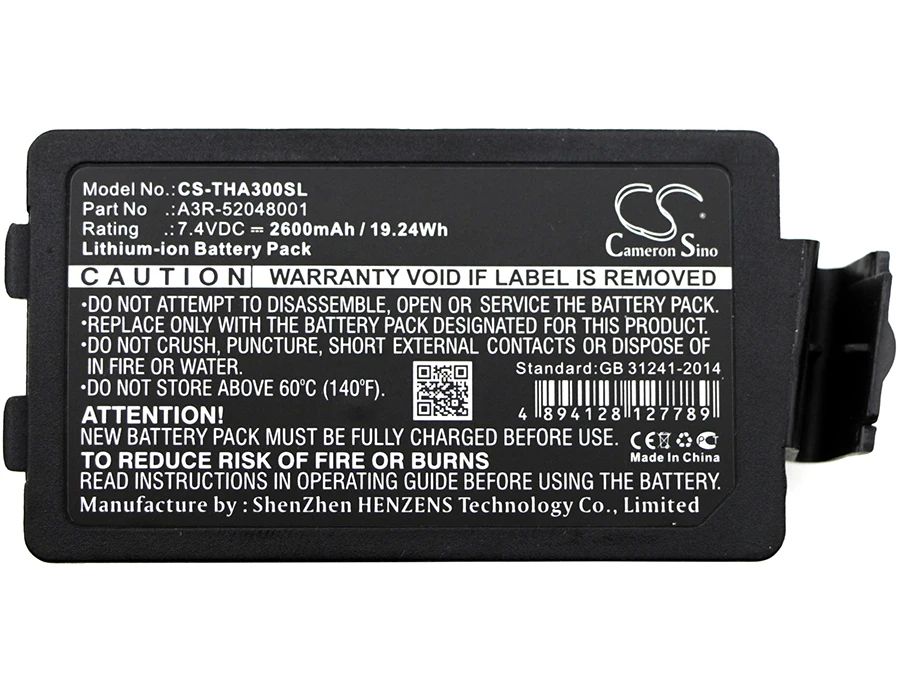 Model No.:CS-THA300SL
Part No .:A3R-52048001
Rating .:7.4VDC ⎓ 2600mAh / 19.24Wh
Lithium-ion Battery Pack
CS
Cameron Sino
CAUTION WARRANTY VOID IF LABEL IS REMOVED
•DO NOT ATTEMPT TO DISASSEMBLE, OPEN OR SERVICE THE BATTERY PACK.
•REPLACE ONLY WITH THE BATTERY PACK DESIGNATED FOR THIS PRODUCT.
•DO NOT CRUSH, PUNCTURE, SHORT EXTERNAL CONTACTS OR DISPOSE OF
IN FIRE OR WATER.
Standard:GB 31241-2014
•DO NOT STORE ABOVE 60℃ (140℉).
4 894128 127789
ATTENTION!
NEW BATTERY PACK MUST BE FULLY CHARGED BEFORE USE.
CE
PCT
Made In China
TO REDUCE RISK OF FIRE OR BURNS
READ INSTRUCTIONS IN OPERATING GUIDE BEFORE USING THE BATTERY.
Manufacture by : ShenZhen HENZENS Technology Co., Limited